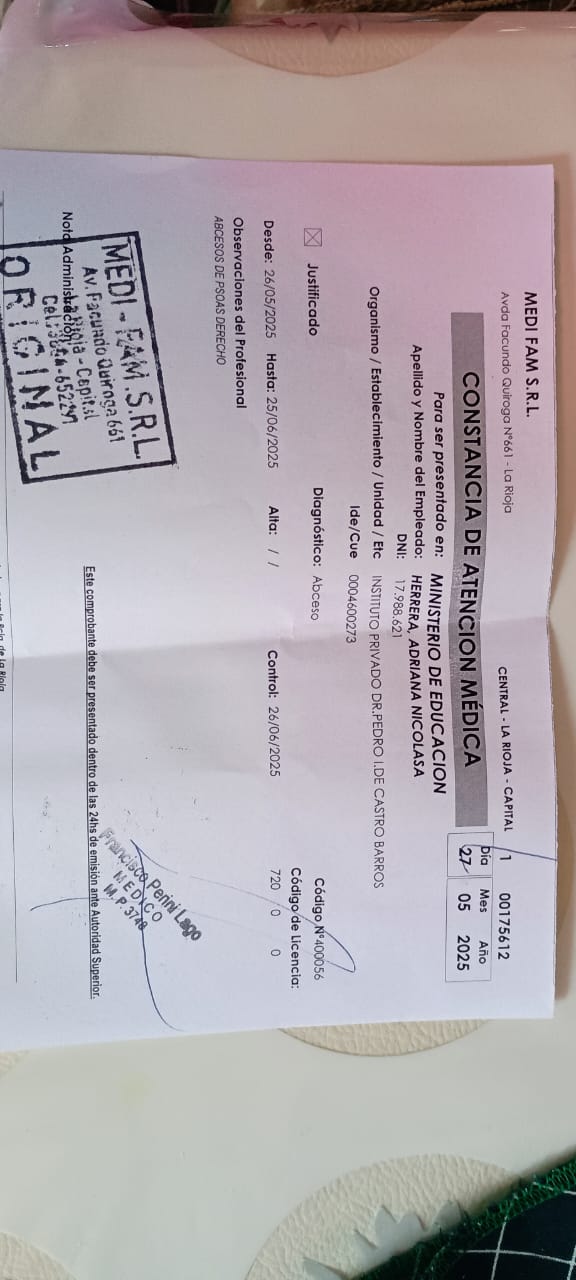 MEDI FAM S.R.L.
Avda Facundo Quiroga Nº661 - La Rioja
CENTRAL - LA RIOJA - CAPITAL 1 00175612
CONSTANCIA DE ATENCION MÉDICA
Día Mes Año
27 05 2025
Para ser presentado en: MINISTERIO DE EDUCACION
Apellido y Nombre del Empleado: HERRERA, ADRIANA NICOLASA
DNI: 17.988.621
Organismo / Establecimiento / Unidad / Etc INSTITUTO PRIVADO DR.PEDRO I.DE CASTRO BARROS
Ide/Cue 0004600273
☒ Justificado Diagnóstico: Abceso Código Nº400056
Código de Licencia:
Desde: 26/05/2025 Hasta: 25/06/2025 Alta: / / Control: 26/06/2025 720 0 0
Observaciones del Profesional
ABCESOS DE PSOAS DERECHO
MEDI - FAM.S.R.L.
Av. Facundo Quiroga 661
La Rioja - Capital
ORIGINAL
Nota Administración
Francisco Perini Lago
MEDICO
M.P. 3748
Este comprobante debe ser presentado dentro de las 24hs de emisión ante Autoridad Superior.